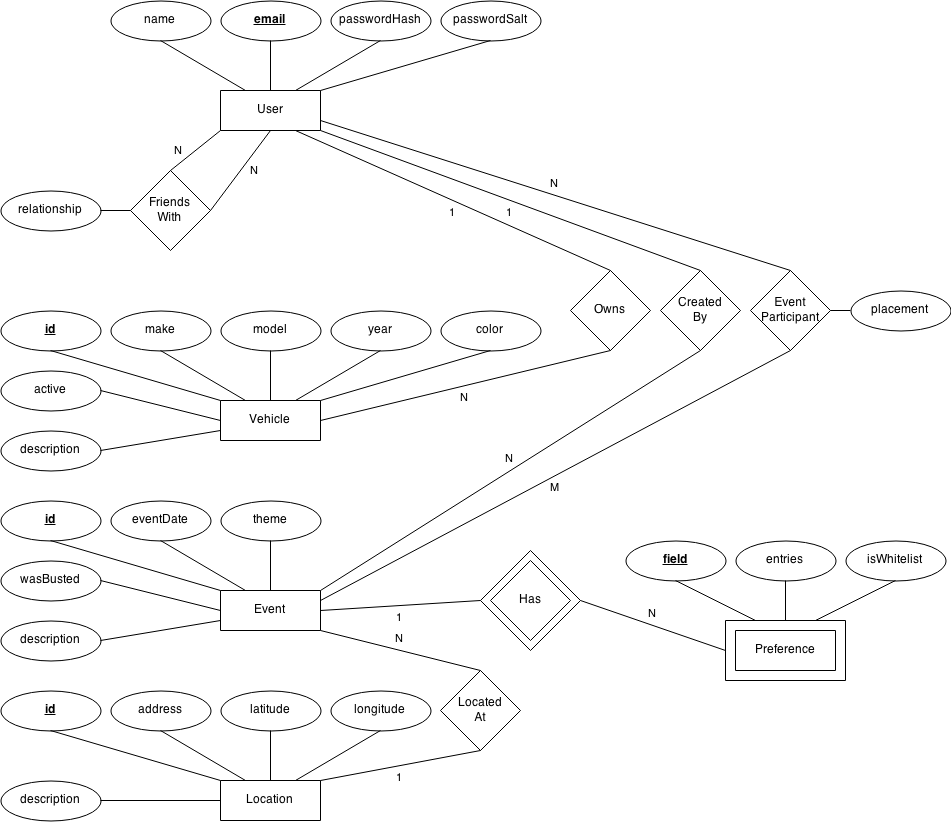 name
email
passwordHash
passwordSalt
User
N
N
N
1
1
relationship
Friends
With
Owns
Created
By
Event
Participant
placement
id
make
model
year
color
active
Vehicle
N
description
N
M
id
eventDate
theme
field
entries
isWhitelist
wasBusted
Event
Has
1
N
N
description
Preference
id
address
latitude
longitude
Located
At
1
description
Location